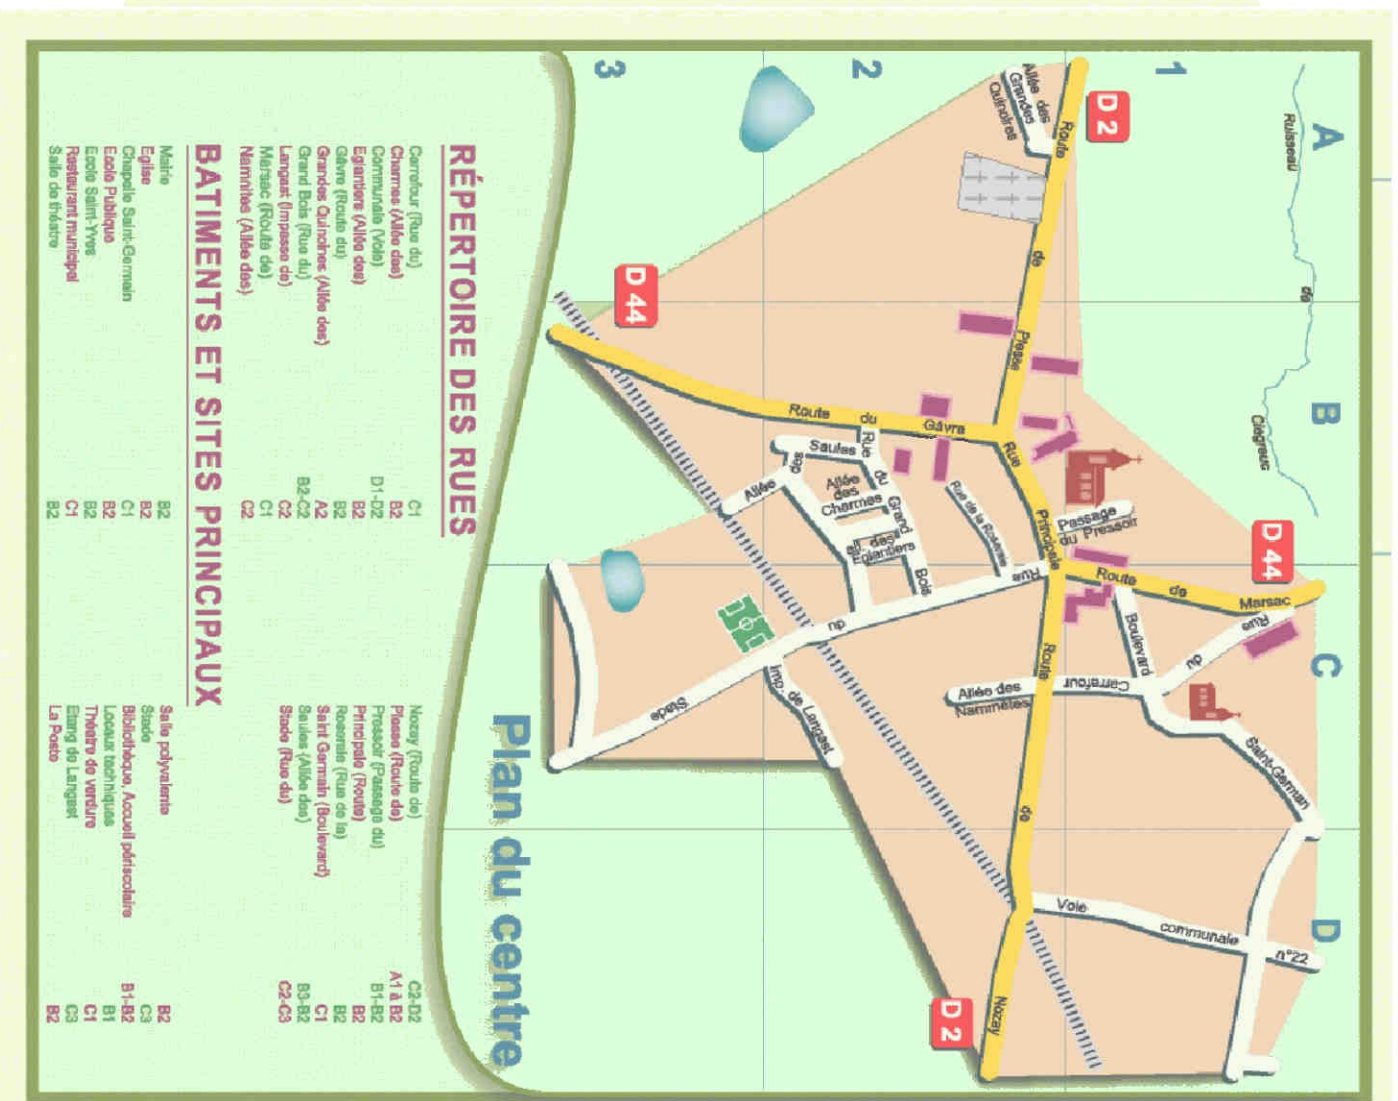 A
B
C
D
1
2
3
Ruisseau
de
Clégreuc
D 2
D 44
D 44
D 2
Allée des
Grandes
Quinoires
Route
de
Plessé
Route
du
Gâvre
Rue
Principale
Passage
du Pressoir
Route
de
Marsac
Rue
du
Carrefour
Boulevard
Saint-Germain
Allée des
Namnètes
Route
de
Nozay
Voie
communale
n°22
Rue de la Roseraie
Rue
du
Grand
Bois
Saules
des
Allée
Allée
des
Charmes
all. des
Eglantiers
Rue
du
Stade
Imp. de Langast
Plan du centre
RÉPERTOIRE DES RUES
Carrefour (Rue du) C1
Charmes (Allée des) B2
Communale (Voie) D1-D2
Eglantiers (Allée des) B2
Gâvre (Route du) B2
Grandes Quinoires (Allée des) A2
Grand Bois (Rue du) B2-C2
Langast (Impasse de) C2
Marsac (Route de) C1
Namnètes (Allée des) C2
Nozay (Route de) C2-D2
Plesse (Route de) A1 à B2
Pressoir (Passage du) B1-B2
Principale (Route) B2
Roseraie (Rue de la) B2
Saint Germain (Boulevard) C1
Saules (Allée des) B3-B2
Stade (Rue du) C2-C3
BATIMENTS ET SITES PRINCIPAUX
Mairie B2
Eglise B2
Chapelle Saint-Germain C1
Ecole Publique B2
Ecole Saint-Yves B2
Restaurant municipal C1
Salle de théatre B2
Salle polyvalente B2
Stade C3
Bibliothèque, Accueil périscolaire B1-B2
Locaux techniques B1
Théatre de verdure C1
Etang de Langast C3
La Poste B2